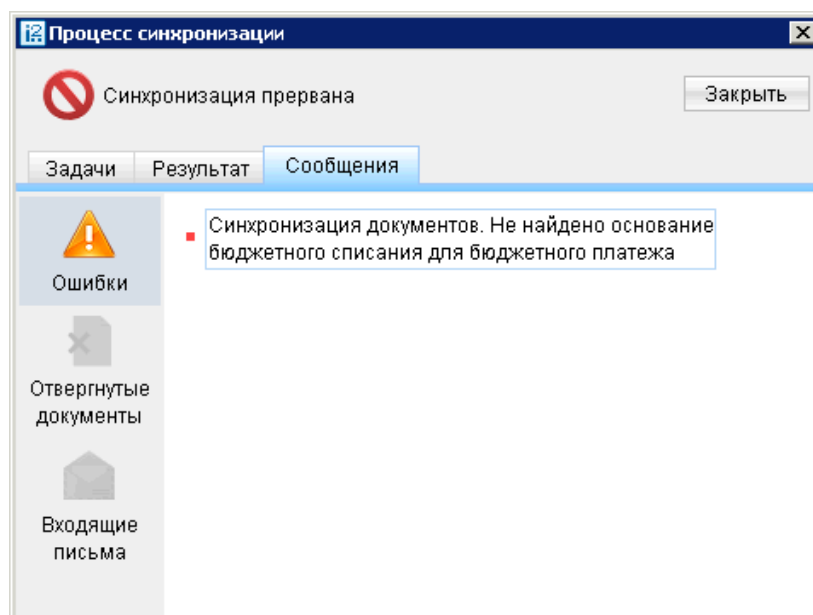 Процесс синхронизации
Синхронизация прервана
Закрыть
Задачи Результат Сообщения
Ошибки
Синхронизация документов. Не найдено основание
бюджетного списания для бюджетного платежа
Отвергнутые
документы
Входящие
письма